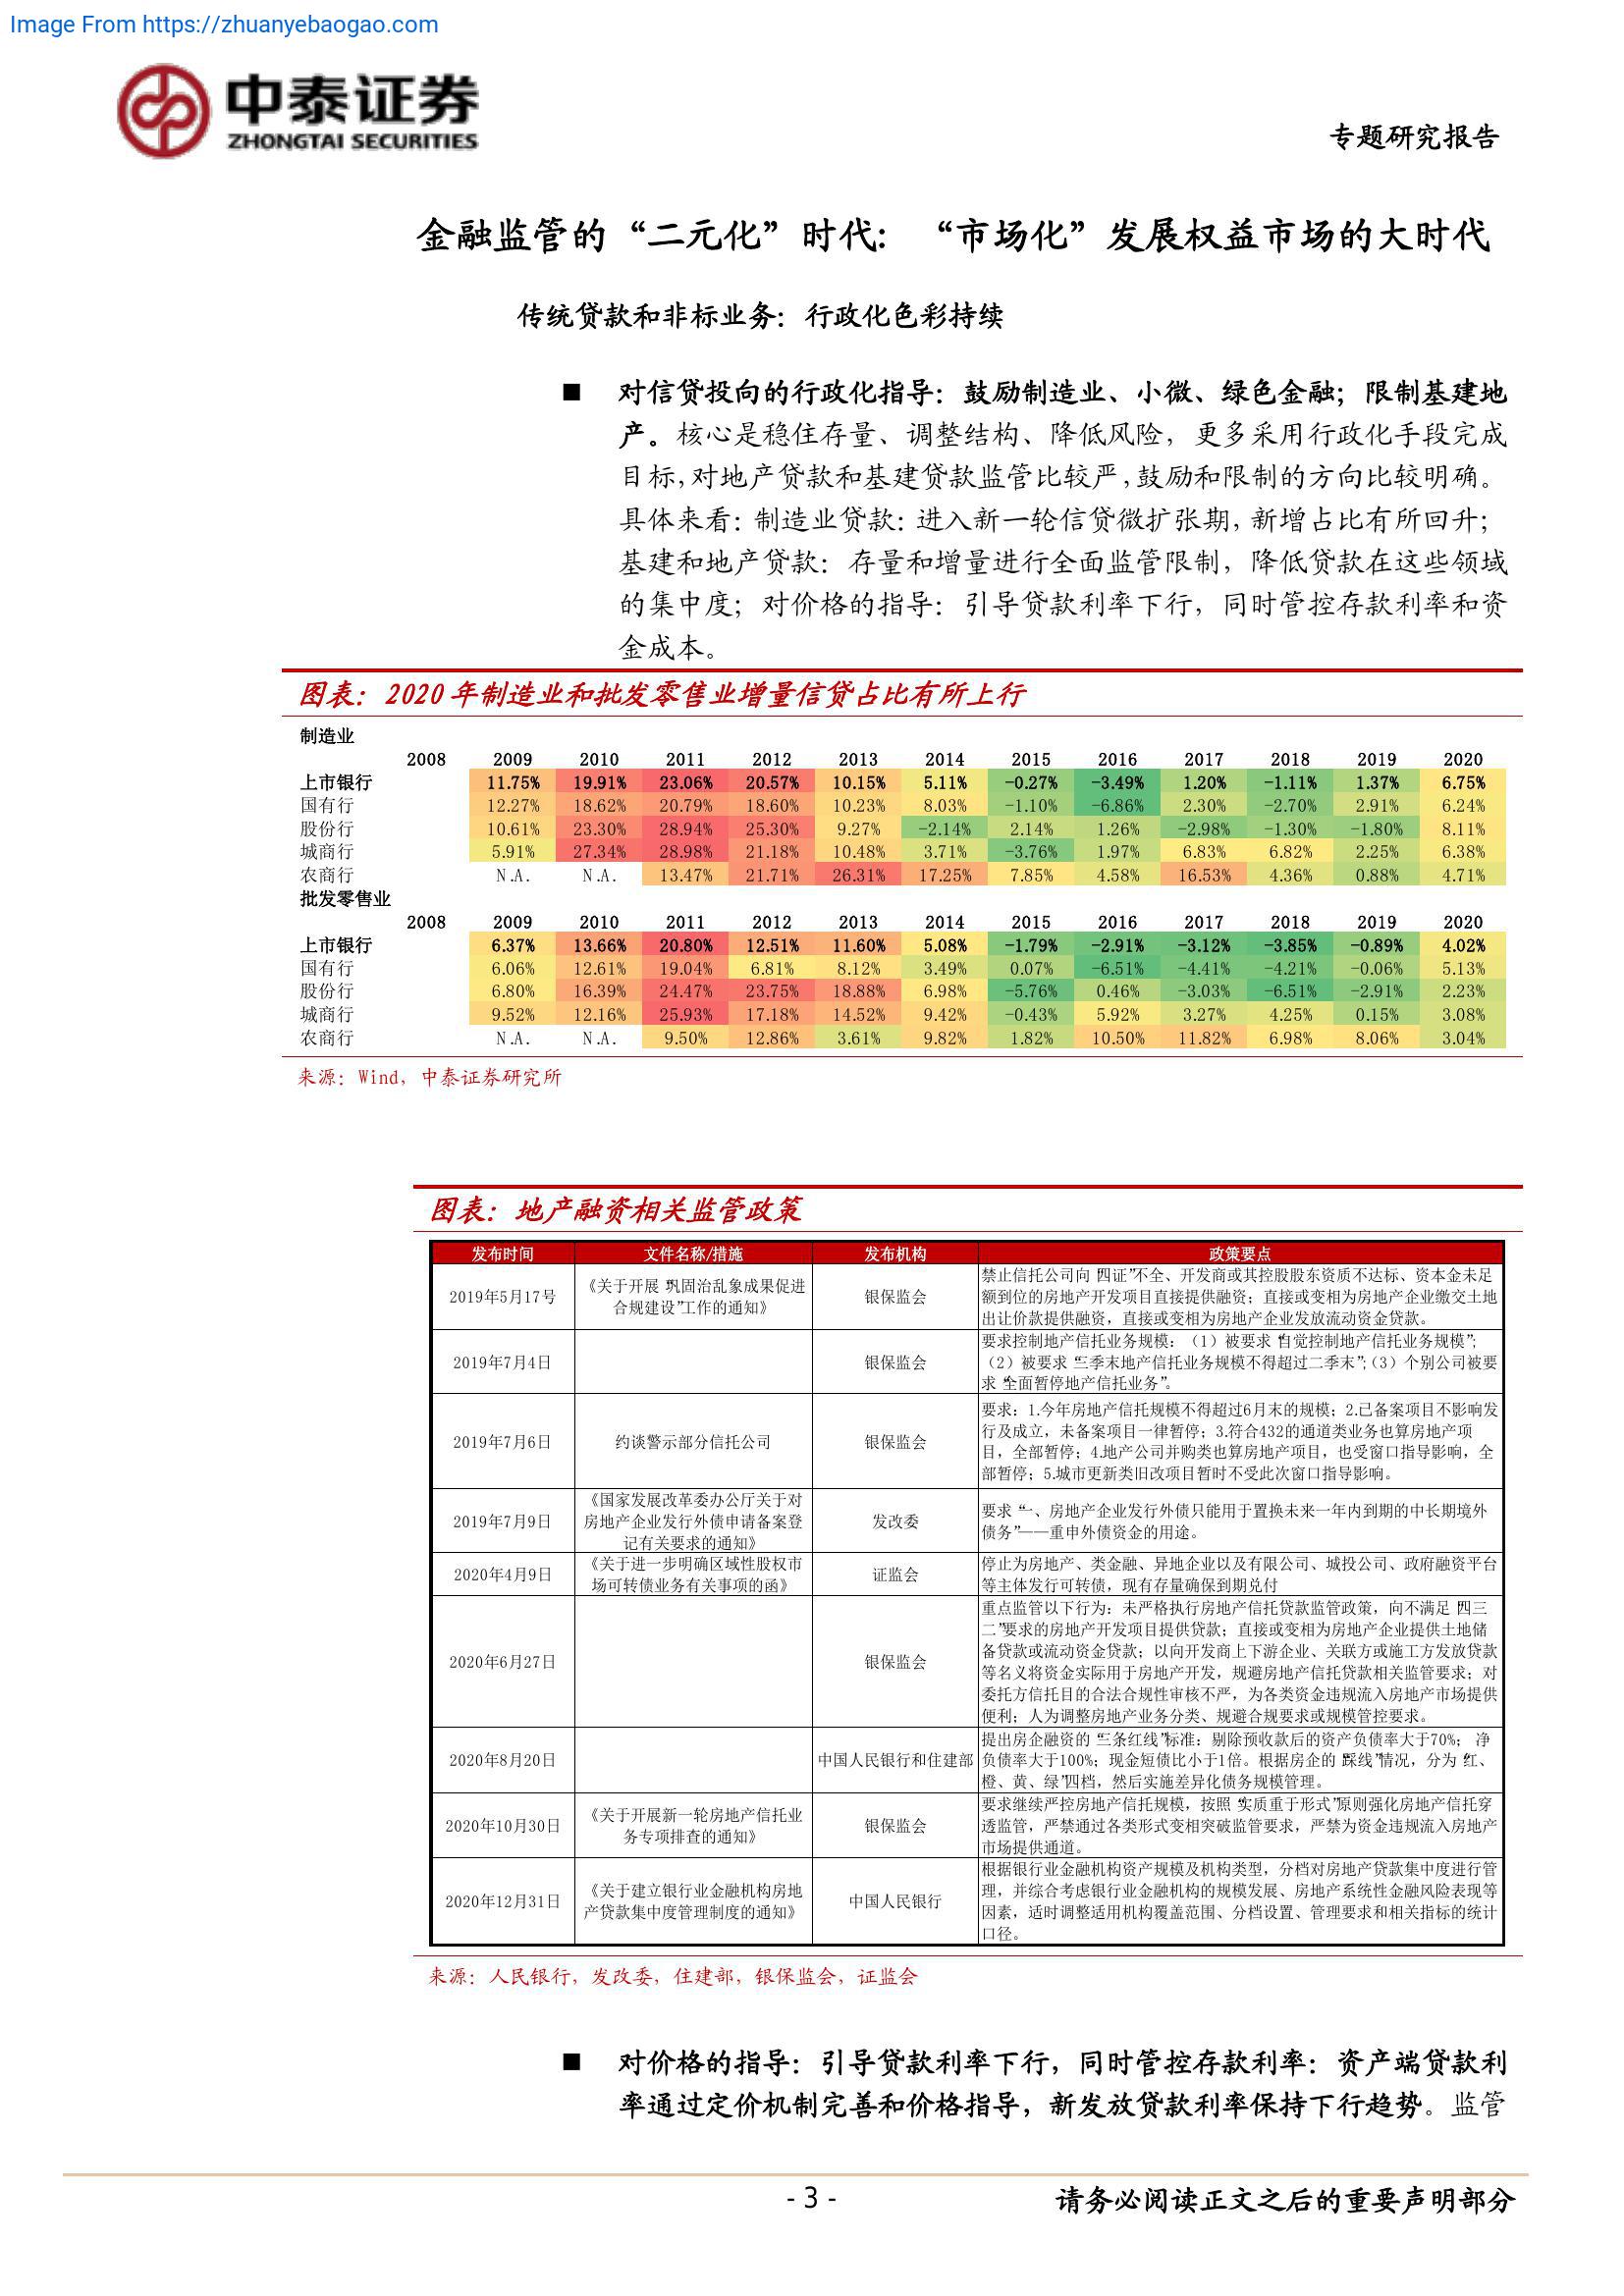 Image From https://zhuanyebaogao.com
中泰证券
ZHONGTAI SECURITIES
专题研究报告
金融监管的“二元化”时代：“市场化”发展权益市场的大时代
传统贷款和非标业务：行政化色彩持续
■ 对信贷投向的行政化指导：鼓励制造业、小微、绿色金融；限制基建地
产。核心是稳住存量、调整结构、降低风险，更多采用行政化手段完成
目标，对地产贷款和基建贷款监管比较严，鼓励和限制的方向比较明确。
具体来看：制造业贷款：进入新一轮信贷微扩张期，新增占比有所回升；
基建和地产贷款：存量和增量进行全面监管限制，降低贷款在这些领域
的集中度；对价格的指导：引导贷款利率下行，同时管控存款利率和资
金成本。
图表：2020 年制造业和批发零售业增量信贷占比有所上行
制造业
2008 2009 2010 2011 2012 2013 2014 2015 2016 2017 2018 2019 2020
上市银行 11.75% 19.91% 23.06% 20.57% 10.15% 5.11% -0.27% -3.49% 1.20% -1.11% 1.37% 6.75%
国有行 12.27% 18.62% 20.79% 18.60% 10.23% 8.03% -1.10% -6.86% 2.30% -2.70% 2.91% 6.24%
股份行 10.61% 23.30% 28.94% 25.30% 9.27% -2.14% 2.14% 1.26% -2.98% -1.30% -1.80% 8.11%
城商行 5.91% 27.34% 28.98% 21.18% 10.48% 3.71% -3.76% 1.97% 6.83% 6.82% 2.25% 6.38%
农商行 N.A. N.A. 13.47% 21.71% 26.31% 17.25% 7.85% 4.58% 16.53% 4.36% 0.88% 4.71%
批发零售业
2008 2009 2010 2011 2012 2013 2014 2015 2016 2017 2018 2019 2020
上市银行 6.37% 13.66% 20.80% 12.51% 11.60% 5.08% -1.79% -2.91% -3.12% -3.85% -0.89% 4.02%
国有行 6.06% 12.61% 19.04% 6.81% 8.12% 3.49% 0.07% -6.51% -4.41% -4.21% -0.06% 5.13%
股份行 6.80% 16.39% 24.47% 23.75% 18.88% 6.98% -5.76% 0.46% -3.03% -6.51% -2.91% 2.23%
城商行 9.52% 12.16% 25.93% 17.18% 14.52% 9.42% -0.43% 5.92% 3.27% 4.25% 0.15% 3.08%
农商行 N.A. N.A. 9.50% 12.86% 3.61% 9.82% 1.82% 10.50% 11.82% 6.98% 8.06% 3.04%
来源：Wind，中泰证券研究所
图表：地产融资相关监管政策
发布时间 文件名称/措施 发布机构 政策要点
2019年5月17号
《关于开展“巩固治乱象成果促进
合规建设”工作的通知》
银保监会
禁止信托公司向“四证”不全、开发商或其控股股东资质不达标、资本金未足
额到位的房地产开发项目直接提供融资；直接或变相为房地产企业缴交土地
出让价款提供融资，直接或变相为房地产企业发放流动资金贷款。
2019年7月4日
银保监会
要求控制地产信托业务规模：（1）被要求“自觉控制地产信托业务规模”；
（2）被要求“三季末地产信托业务规模不得超过二季末”；（3）个别公司被要
求“全面暂停地产信托业务”。
2019年7月6日
约谈警示部分信托公司
银保监会
要求：1.今年房地产信托规模不得超过6月末的规模；2.已备案项目不影响发
行及成立，未备案项目一律暂停；3.符合432的通道类业务也算房地产项
目，全部暂停；4.地产公司并购类也算房地产项目，也受窗口指导影响，全
部暂停；5.城市更新类旧改项目暂时不受此次窗口指导影响。
2019年7月9日
《国家发展改革委办公厅关于对
房地产企业发行外债申请备案登
记有关要求的通知》
发改委
要求“一、房地产企业发行外债只能用于置换未来一年内到期的中长期境外
债务”——重申外债资金的用途。
2020年4月9日
《关于进一步明确区域性股权市
场可转债业务有关事项的函》
证监会
停止为房地产、类金融、异地企业以及有限公司、城投公司、政府融资平台
等主体发行可转债，现有存量确保到期兑付
2020年6月27日
银保监会
重点监管以下行为：未严格执行房地产信托贷款监管政策，向不满足“四三
二”要求的房地产开发项目提供贷款；直接或变相为房地产企业提供土地储
备贷款或流动资金贷款；以向开发商上下游企业、关联方或施工方发放贷款
等名义将资金实际用于房地产开发，规避房地产信托贷款相关监管要求；对
委托方信托目的合法合规性审核不严，为各类资金违规流入房地产市场提供
便利；人为调整房地产业务分类、规避合规要求或规模管控要求。
2020年8月20日
中国人民银行和住建部
提出房企融资的“三条红线”标准：剔除预收款后的资产负债率大于70%； 净
负债率大于100%；现金短债比小于1倍。根据房企的“踩线”情况，分为“红、
橙、黄、绿”四档，然后实施差异化债务规模管理。
2020年10月30日
《关于开展新一轮房地产信托业
务专项排查的通知》
银保监会
要求继续严控房地产信托规模，按照“实质重于形式”原则强化房地产信托穿
透监管，严禁通过各类形式变相突破监管要求，严禁为资金违规流入房地产
市场提供通道。
2020年12月31日
《关于建立银行业金融机构房地
产贷款集中度管理制度的通知》
中国人民银行
根据银行业金融机构资产规模及机构类型，分档对房地产贷款集中度进行管
理，并综合考虑银行业金融机构的规模发展、房地产系统性金融风险表现等
因素，适时调整适用机构覆盖范围、分档设置、管理要求和相关指标的统计
口径。
来源：人民银行，发改委，住建部，银保监会，证监会
■ 对价格的指导：引导贷款利率下行，同时管控存款利率：资产端贷款利
率通过定价机制完善和价格指导，新发放贷款利率保持下行趋势。监管
- 3 -
请务必阅读正文之后的重要声明部分